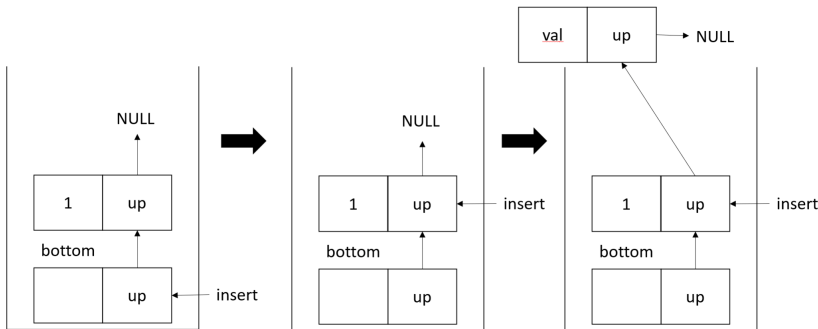 val up NULL
NULL
1 up
bottom
up insert
NULL
1 up insert
bottom
up
1 up insert
bottom
up